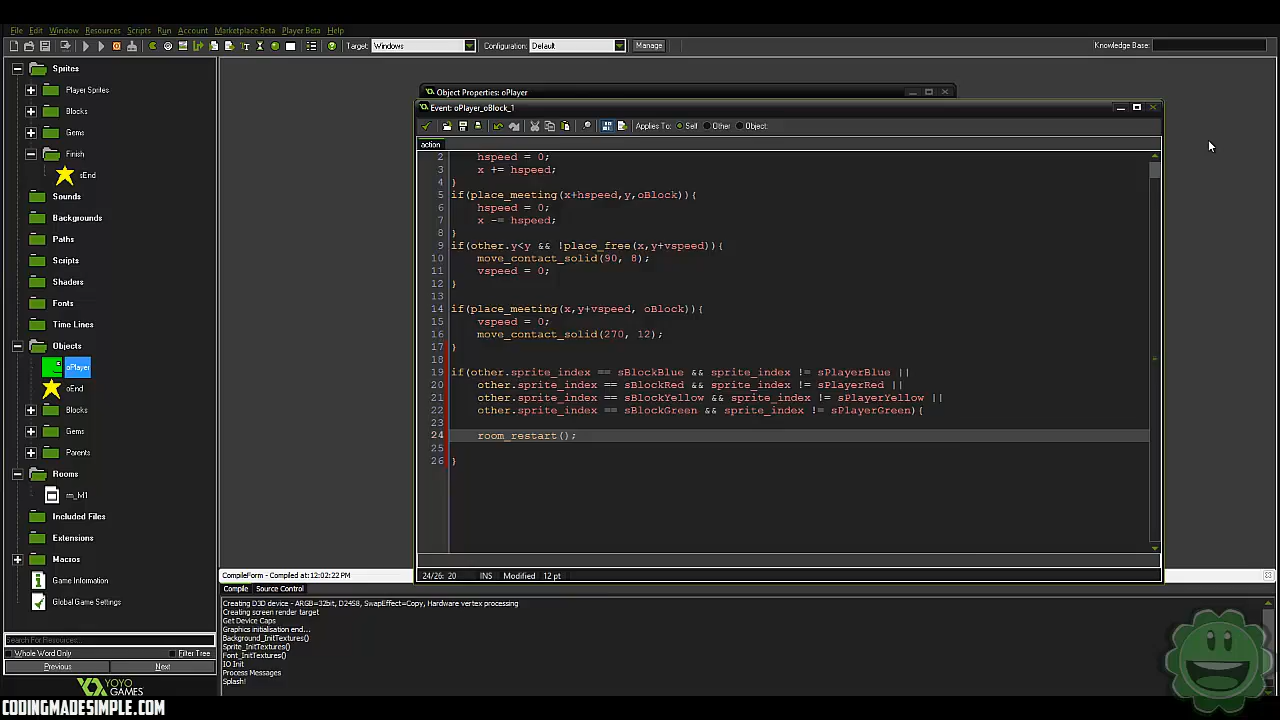 File Edit Window Resources Scripts Run Account Marketplace Beta Player Beta Help
Target: Windows Configuration: Default Manage Knowledge Base:
Sprites
Player Sprites
Blocks
Gems
Finish
sEnd
Sounds
Backgrounds
Paths
Scripts
Shaders
Fonts
Time Lines
Objects
oPlayer
oEnd
Blocks
Gems
Parents
Rooms
rm_lvl1
Included Files
Extensions
Macros
Game Information
Global Game Settings
Search For Resources...
Whole Word Only Filter Tree
Previous Next
YOYO
GAMES
Object Properties: oPlayer
Event: oPlayer_oBlock_1
Applies To: Self Other Object:
action
2 hspeed = 0;
3 x += hspeed;
4 }
5 if(place_meeting(x+hspeed,y,oBlock)){
6 hspeed = 0;
7 x -= hspeed;
8 }
9 if(other.y<y && !place_free(x,y+vspeed)){
10 move_contact_solid(90, 8);
11 vspeed = 0;
12 }
13
14 if(place_meeting(x,y+vspeed, oBlock)){
15 vspeed = 0;
16 move_contact_solid(270, 12);
17 }
18
19 if(other.sprite_index == sBlockBlue && sprite_index != sPlayerBlue ||
20 other.sprite_index == sBlockRed && sprite_index != sPlayerRed ||
21 other.sprite_index == sBlockYellow && sprite_index != sPlayerYellow ||
22 other.sprite_index == sBlockGreen && sprite_index != sPlayerGreen){
23
24 room_restart();
25
26 }
24/26: 20 INS Modified 12 pt
CompileForm - Compiled at:12:02:22 PM
Compile Source Control
Creating D3D device - ARGB=32bit, D24S8, SwapEffect=Copy, Hardware vertex processing
Creating screen render target
Get Device Caps
Graphics initialisation end...
Background_InitTextures()
Sprite_InitTextures()
Font_InitTextures()
IO Init
Process Messages
Splash!
CODINGMADESIMPLE.COM